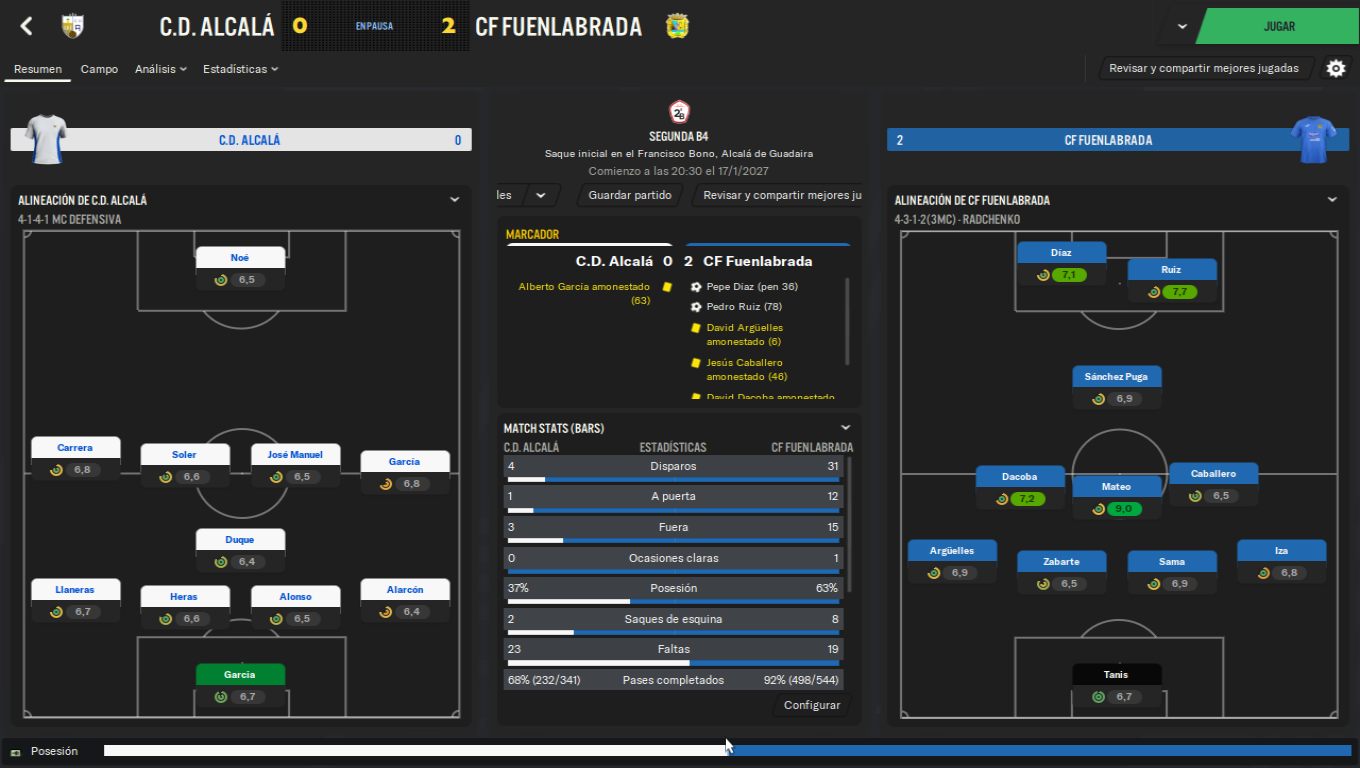 C.D. ALCALÁ
0
EN PAUSA
2
CF FUENLABRADA
JUGAR
Resumen
Campo
Análisis
Estadísticas
Revisar y compartir mejores jugadas
C.D. ALCALÁ
0
2B
SEGUNDA B4
Saque inicial en el Francisco Bono, Alcalá de Guadaira
Comienzo a las 20:30 el 17/1/2027
les
Guardar partido
Revisar y compartir mejores ju
2
CF FUENLABRADA
ALINEACIÓN DE C.D. ALCALÁ
4-1-4-1 MC DEFENSIVA
Noé
6,5
Carrera
6,8
Soler
6,6
José Manuel
6,5
García
6,8
Duque
6,4
Llaneras
6,7
Heras
6,6
Alonso
6,5
Alarcón
6,4
Garcia
6,7
MARCADOR
C.D. Alcalá 0 2 CF Fuenlabrada
Alberto Garcia amonestado
(63)
Pepe Diaz (pen 36)
Pedro Ruiz (78)
David Argüelles
amonestado (6)
Jesús Caballero
amonestado (46)
David Dacoba amonestado
MATCH STATS (BARS)
C.D. ALCALÁ ESTADÍSTICAS CF FUENLABRADA
4 Disparos 31
1 A puerta 12
3 Fuera 15
0 Ocasiones claras 1
37% Posesión 63%
2 Saques de esquina 8
23 Faltas 19
68% (232/341) Pases completados 92% (498/544)
Configurar
ALINEACIÓN DE CF FUENLABRADA
4-3-1-2(3MC) - RADCHENKO
Díaz
7,1
Ruiz
7,7
Sánchez Puga
6,9
Dacoba
7,2
Mateo
9,0
Caballero
6,5
Argüelles
6,9
Zabarte
6,5
Sama
6,9
Iza
6,8
Tanis
6,7
Posesión